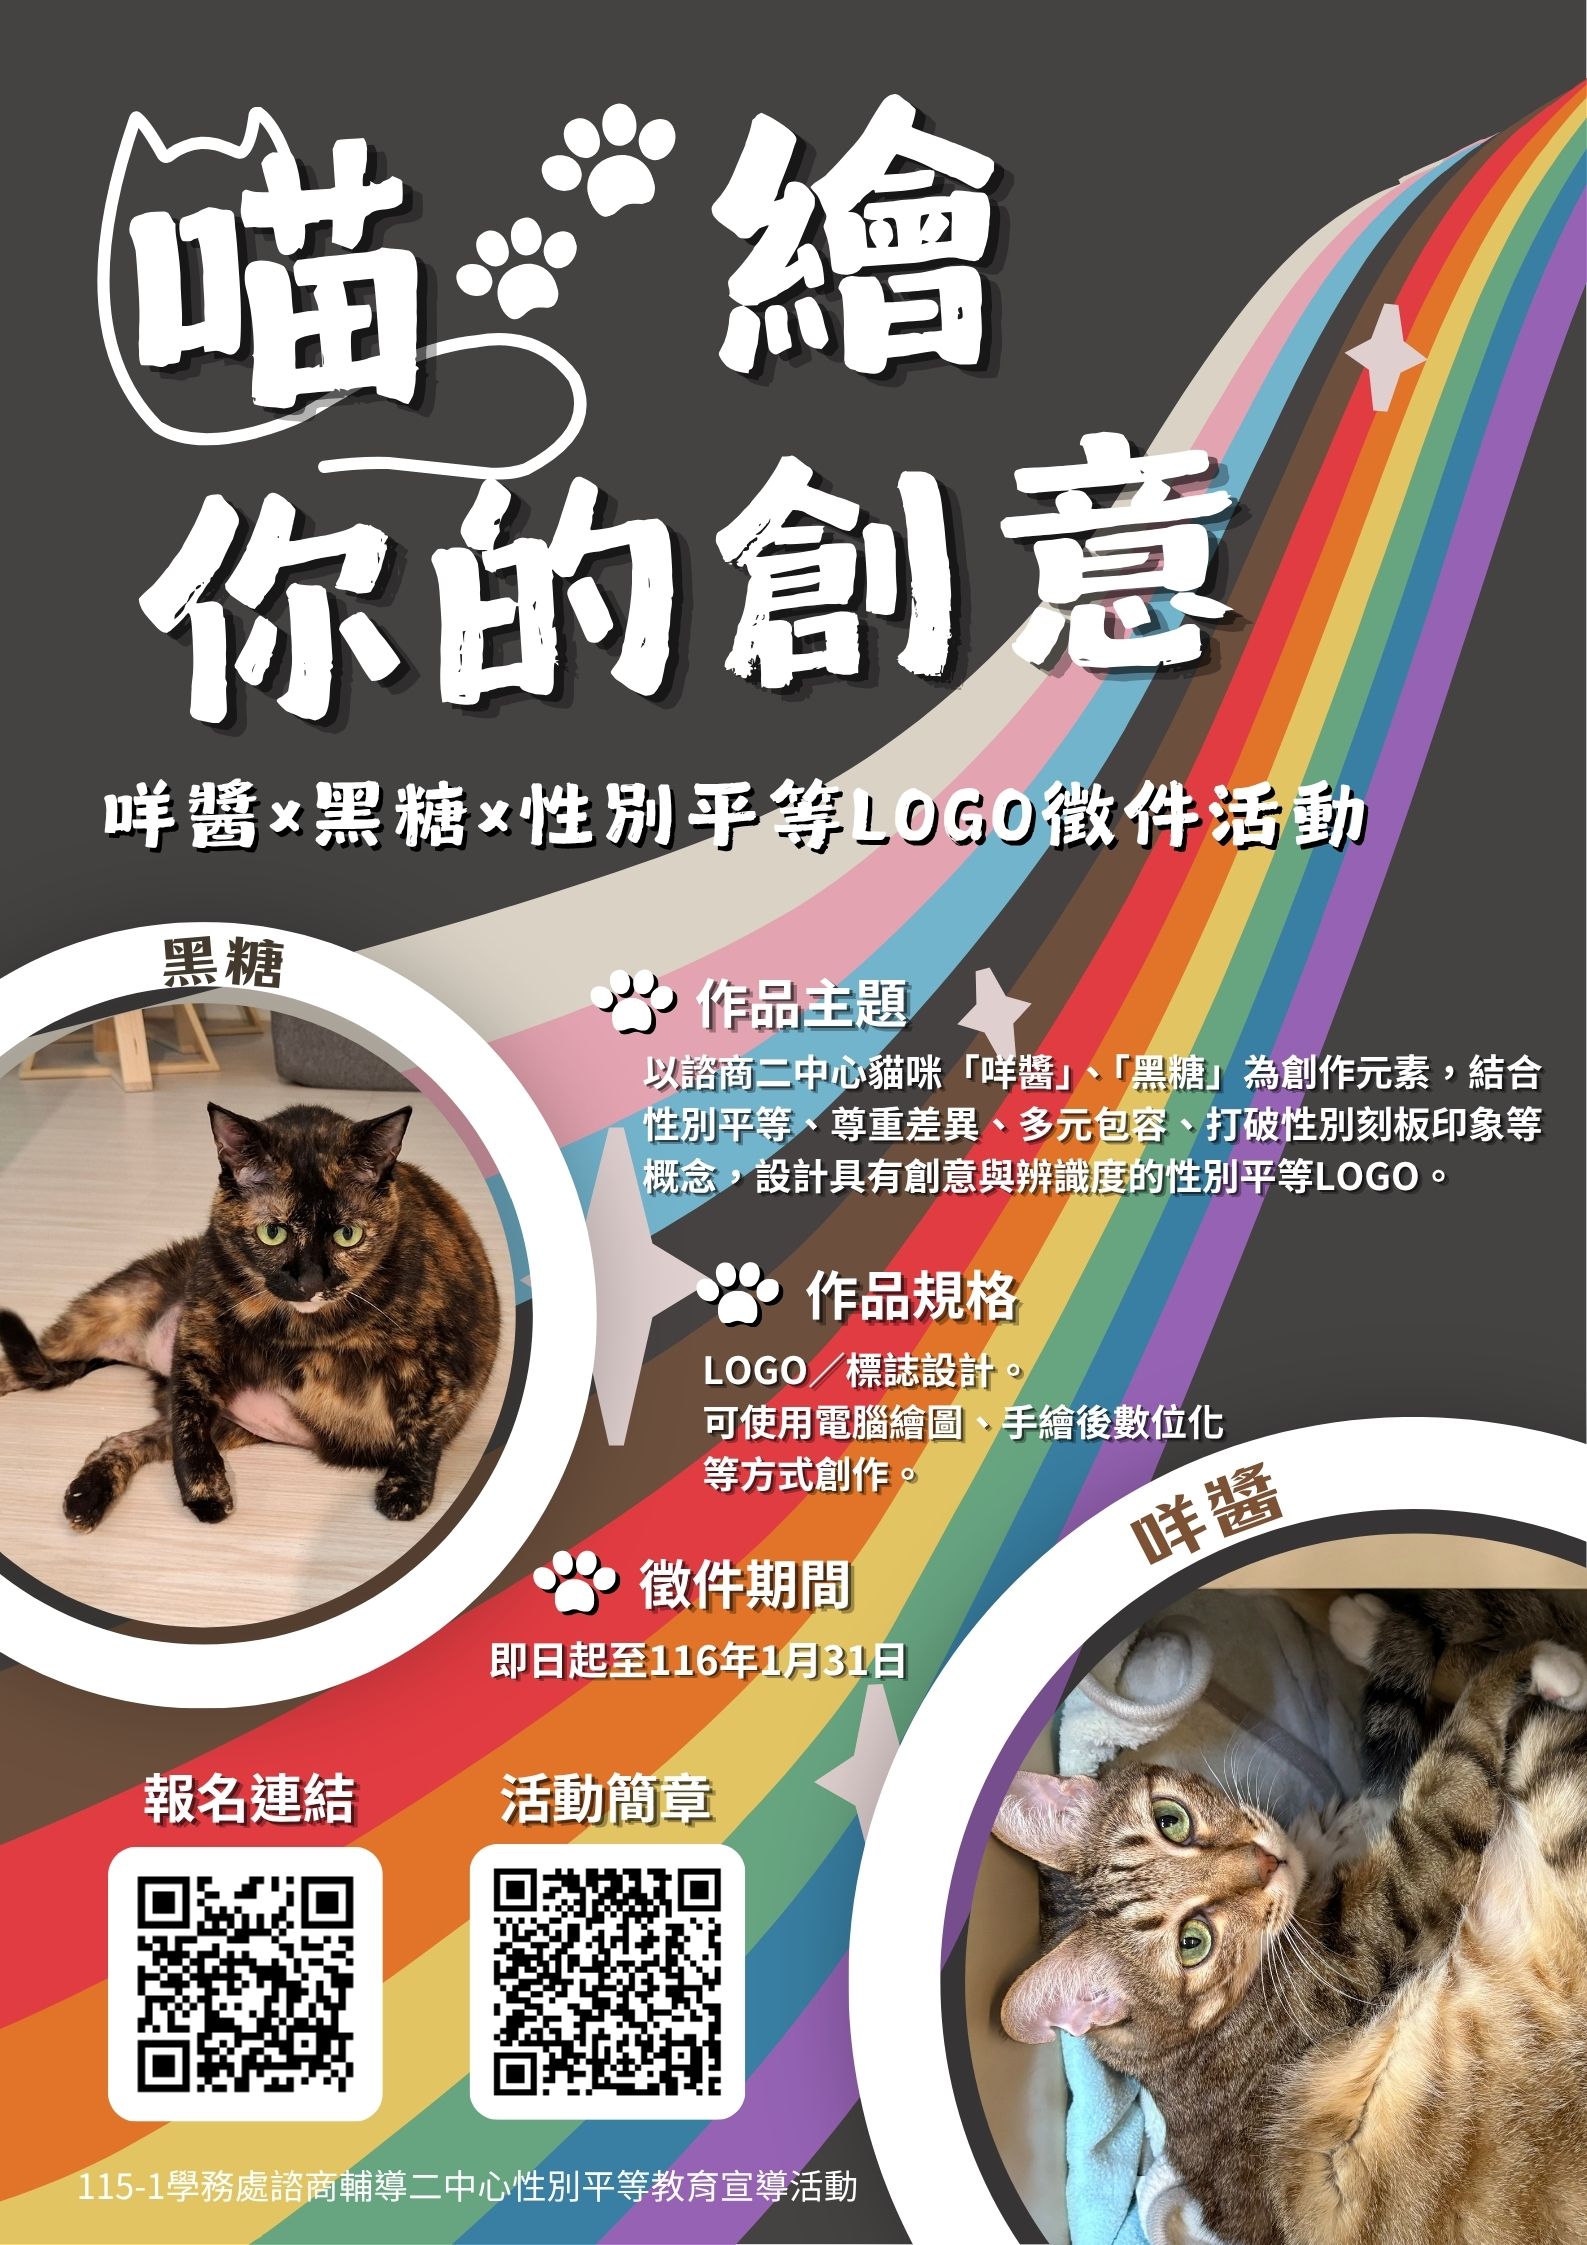 喵繪
你的創意
咩醬x黑糖x性別平等LOGO徵件活動
黑糖
作品主題
以諮商二中心貓咪「咩醬」、「黑糖」為創作元素，結合
性別平等、尊重差異、多元包容、打破性別刻板印象等
概念，設計具有創意與辨識度的性別平等LOGO。
作品規格
LOGO／標誌設計。
可使用電腦繪圖、手繪後數位化
等方式創作。
咩醬
徵件期間
即日起至116年1月31日
報名連結
活動簡章
115-1學務處諮商輔導二中心性別平等教育宣導活動